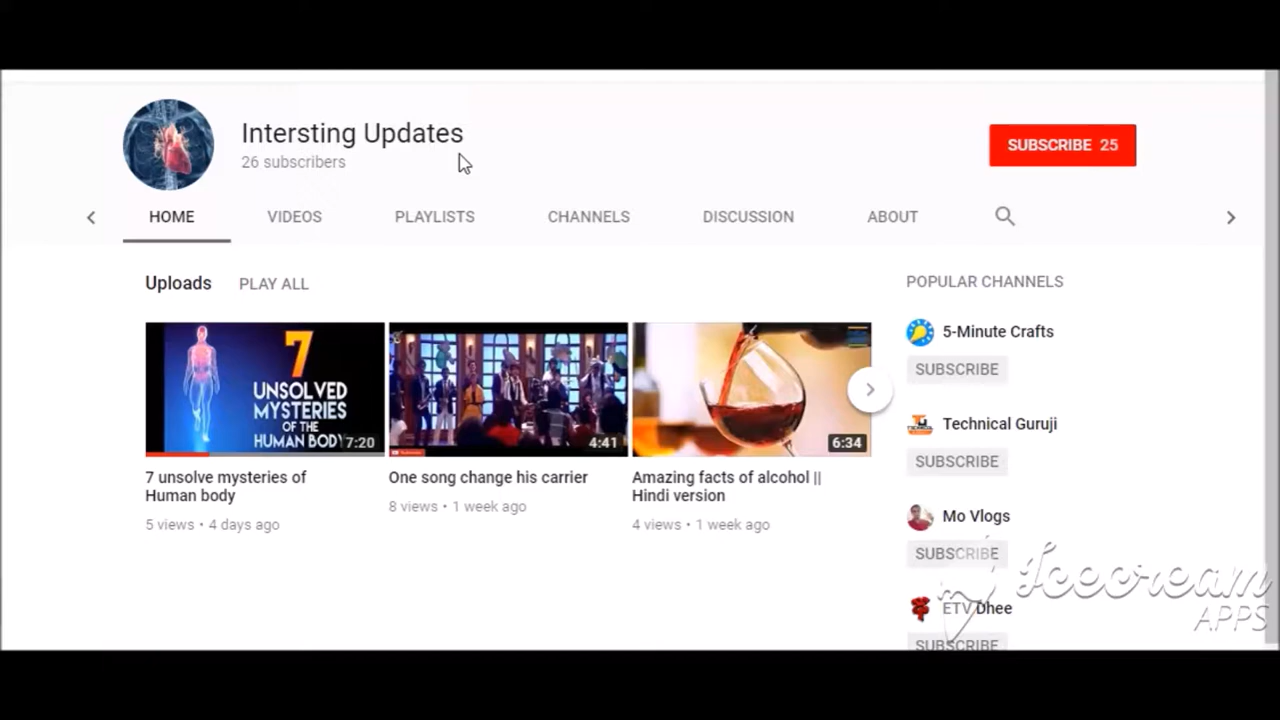 Intersting Updates
26 subscribers
SUBSCRIBE 25
HOME VIDEOS PLAYLISTS CHANNELS DISCUSSION ABOUT
Uploads PLAY ALL
7
UNSOLVED
MYSTERIES
OF THE
HUMAN BODY
7:20
4:41
6:34
7 unsolve mysteries of
Human body
5 views • 4 days ago
One song change his carrier
8 views • 1 week ago
Amazing facts of alcohol ||
Hindi version
4 views • 1 week ago
POPULAR CHANNELS
5-Minute Crafts
SUBSCRIBE
Technical Guruji
SUBSCRIBE
Mo Vlogs
SUBSCRIBE
ETV Dhee
SUBSCRIBE
Icecream
APPS